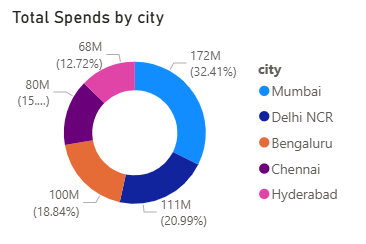 Total Spends by city
68M
(12.72%)
172M
(32.41%)
80M
(15....)
100M
(18.84%)
111M
(20.99%)
city
Mumbai
Delhi NCR
Bengaluru
Chennai
Hyderabad